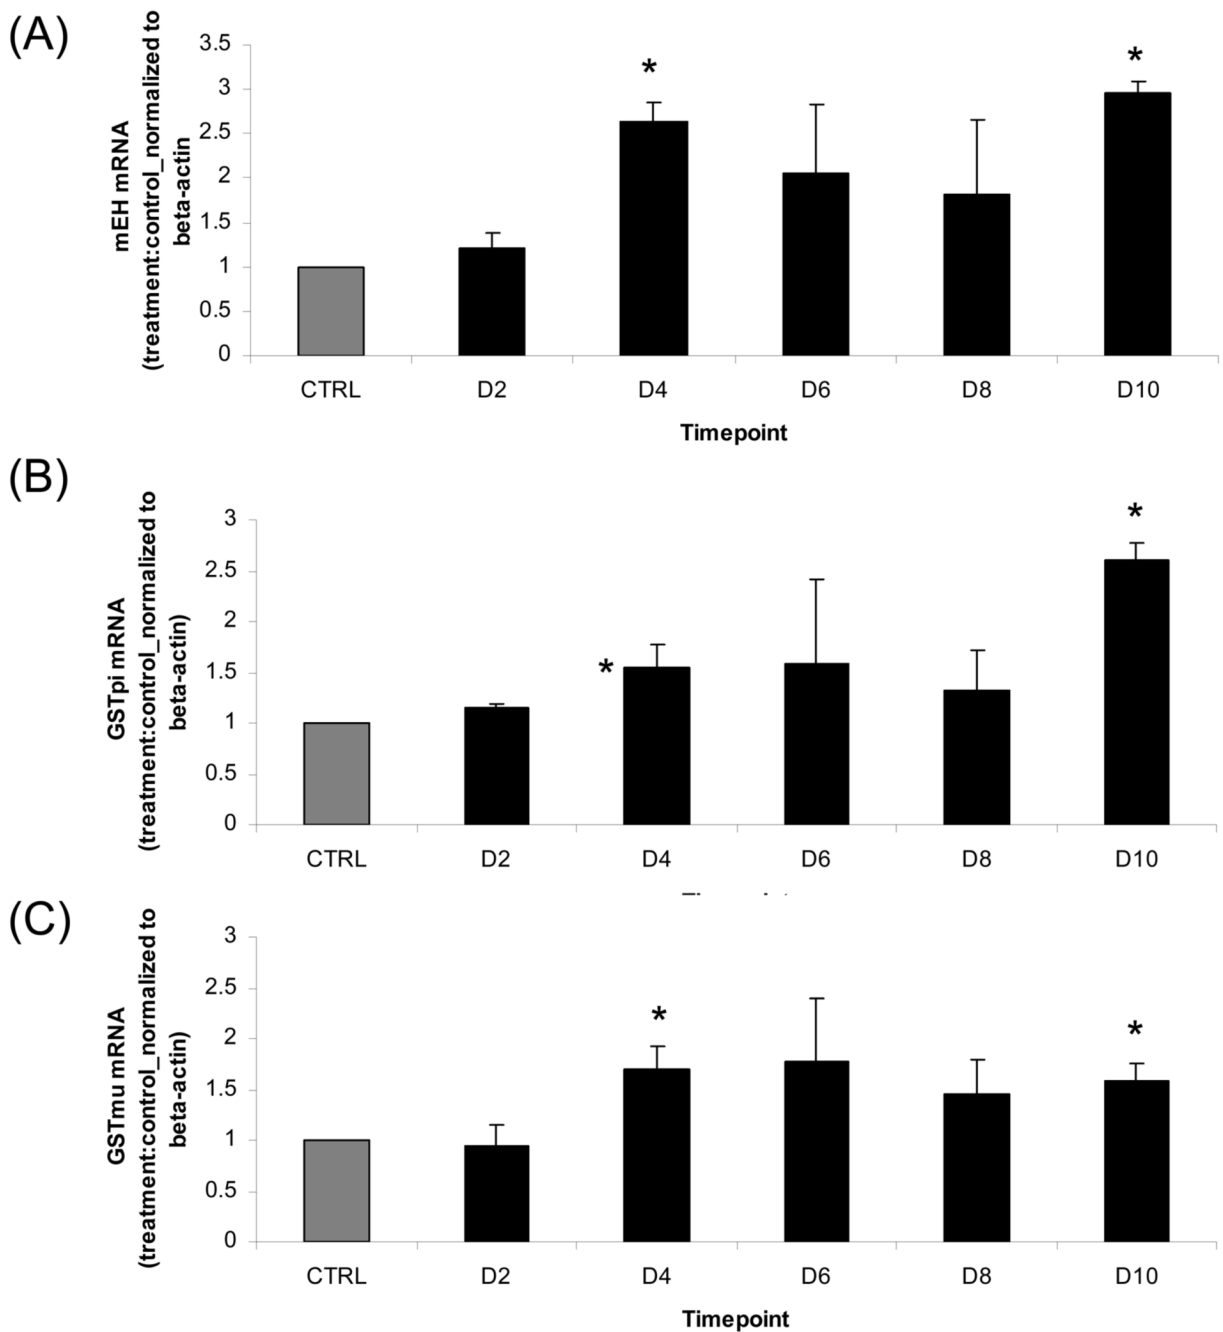 (A)
mEH mRNA
(treatment:control_normalized to
beta-actin
3.5
3
2.5
2
1.5
1
0.5
0
*
*
CTRL D2 D4 D6 D8 D10
Timepoint
(B)
GSTpi mRNA
(treatment:control_normalized to
beta-actin)
3
2.5
2
1.5
1
0.5
0
*
*
CTRL D2 D4 D6 D8 D10
(C)
GSTmu mRNA
(treatment:control_normalized to
beta-actin)
3
2.5
2
1.5
1
0.5
0
*
*
CTRL D2 D4 D6 D8 D10
Timepoint